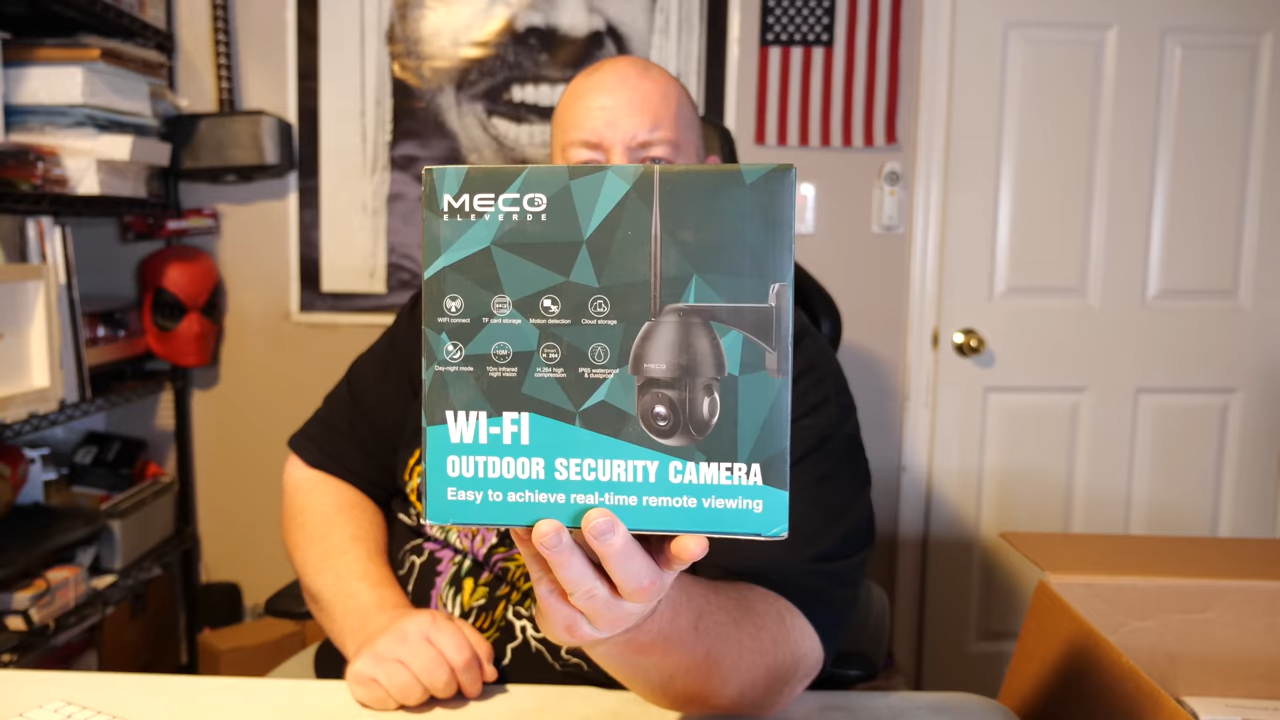 MECO
ELEVERDE
WIFI connect
TF card storage
Motion detection
Cloud storage
Day-night mode
10m infrared
night vision
H.264 high
compression
IP65 waterproof
& dustproof
MECO
WI-FI
OUTDOOR SECURITY CAMERA
Easy to achieve real-time remote viewing